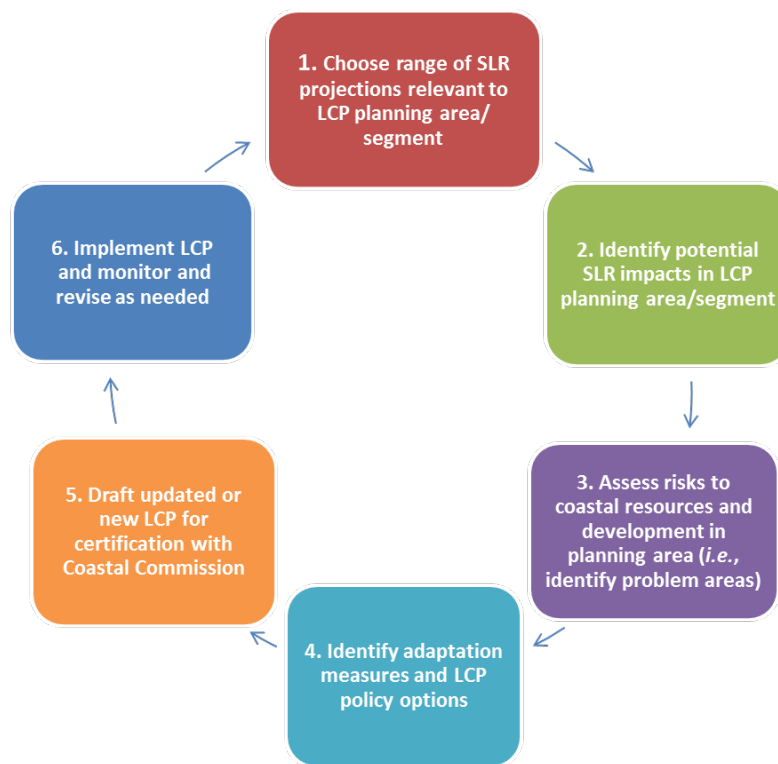 1. Choose range of SLR
projections relevant to
LCP planning area/
segment
2. Identify potential
SLR impacts in LCP
planning area/segment
3. Assess risks to
coastal resources and
development in
planning area (i.e.,
identify problem areas)
4. Identify adaptation
measures and LCP
policy options
5. Draft updated or
new LCP for
certification with
Coastal Commission
6. Implement LCP
and monitor and
revise as needed